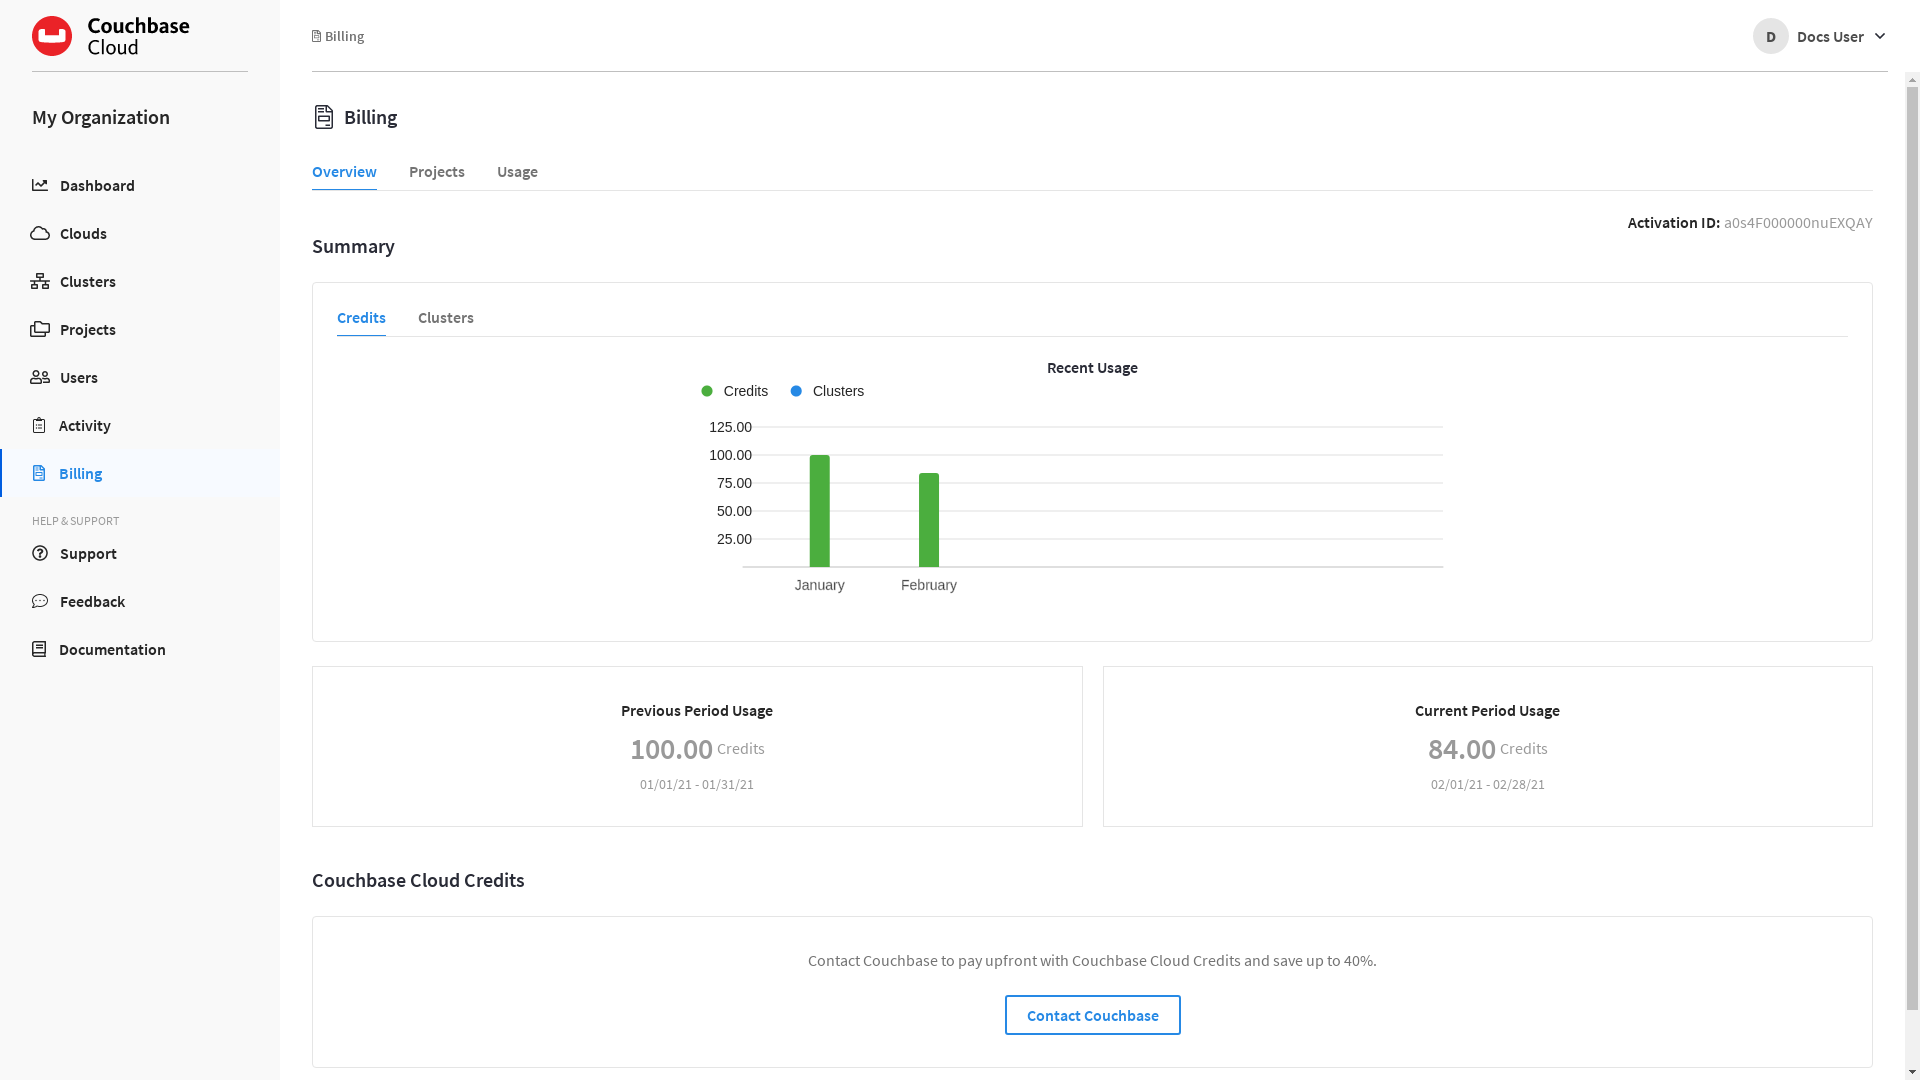 Couchbase
Cloud
Billing
D
Docs User
My Organization
Dashboard
Clouds
Clusters
Projects
Users
Activity
Billing
HELP & SUPPORT
Support
Feedback
Documentation
Billing
Overview Projects Usage
Activation ID: a0s4F000000nuEXQAY
Summary
Credits Clusters
Recent Usage
Credits Clusters
125.00
100.00
75.00
50.00
25.00
January February
Previous Period Usage
100.00 Credits
01/01/21 - 01/31/21
Current Period Usage
84.00 Credits
02/01/21 - 02/28/21
Couchbase Cloud Credits
Contact Couchbase to pay upfront with Couchbase Cloud Credits and save up to 40%.
Contact Couchbase